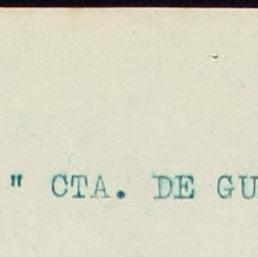 " CTA. DE GU